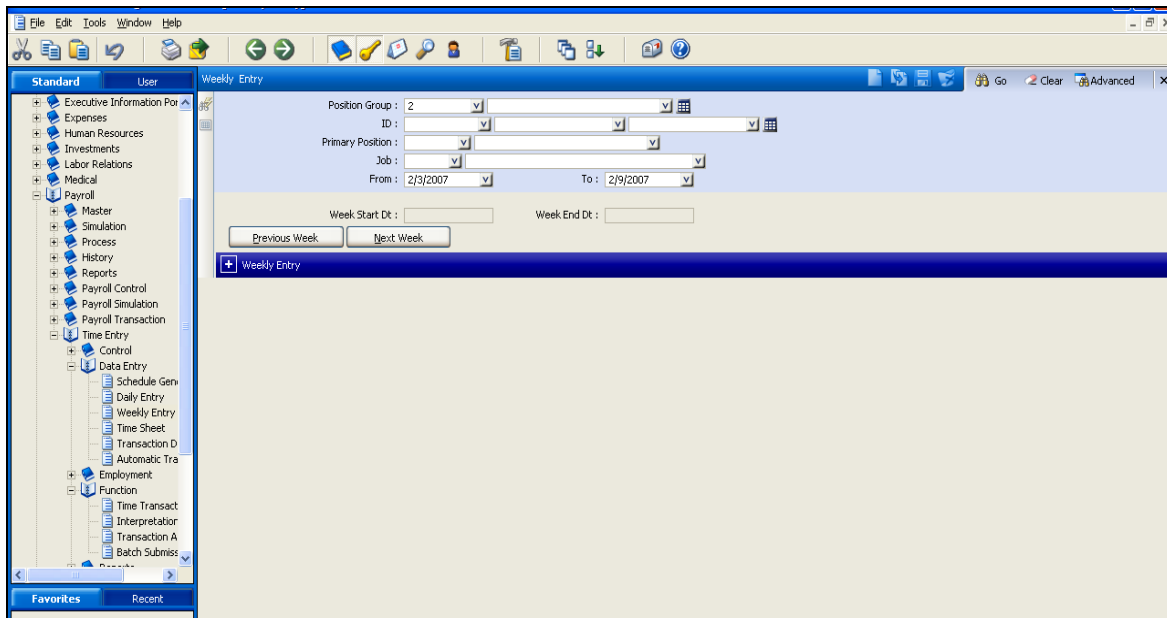 File Edit Tools Window Help
Standard User
Weekly Entry
Go Clear Advanced
Executive Information Por
Expenses
Human Resources
Investments
Labor Relations
Medical
Payroll
Master
Simulation
Process
History
Reports
Payroll Control
Payroll Simulation
Payroll Transaction
Time Entry
Control
Data Entry
Schedule Gen
Daily Entry
Weekly Entry
Time Sheet
Transaction D
Automatic Tra
Employment
Function
Time Transact
Interpretation
Transaction A
Batch Submiss
Favorites Recent
Position Group : 2
ID :
Primary Position :
Job :
From : 2/3/2007 To : 2/9/2007
Week Start Dt : Week End Dt :
Previous Week Next Week
Weekly Entry